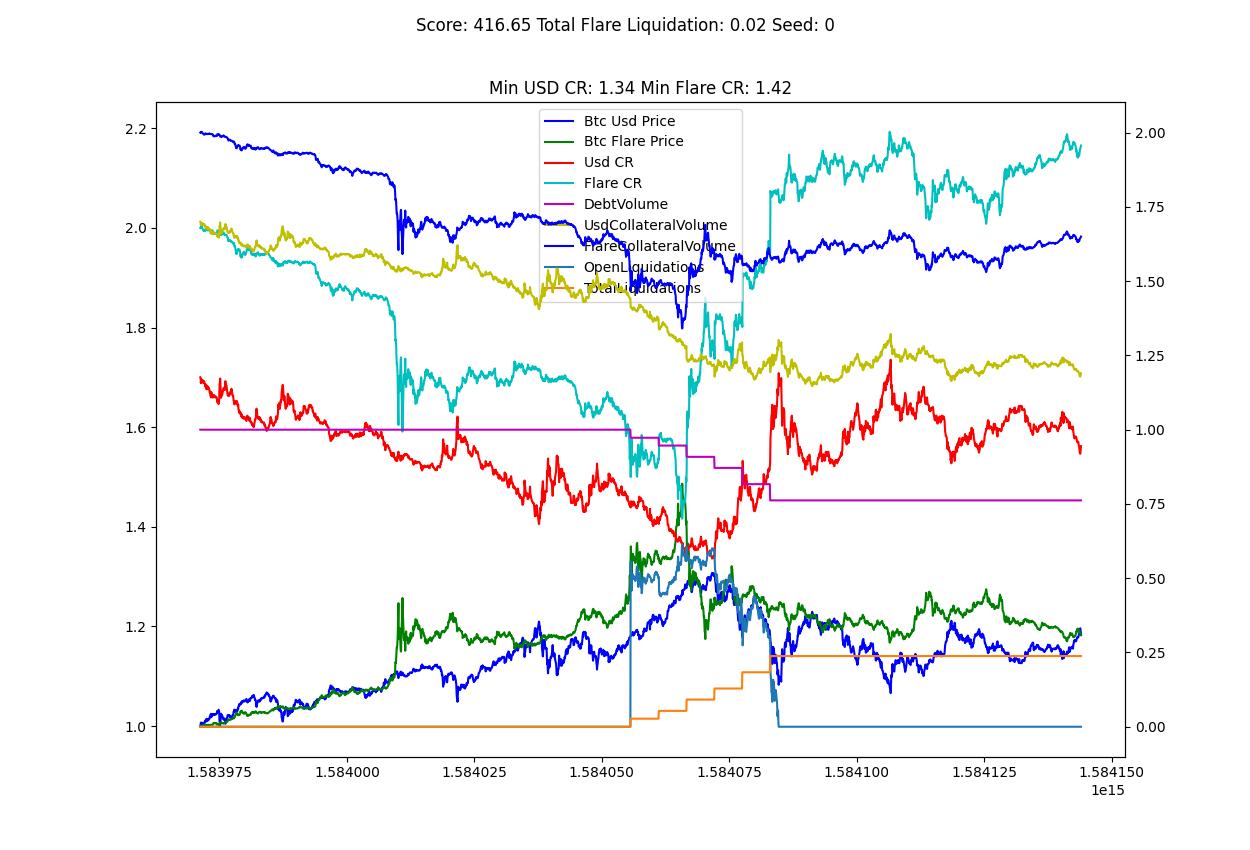 Score: 416.65 Total Flare Liquidation: 0.02 Seed: 0
Min USD CR: 1.34 Min Flare CR: 1.42
Btc Usd Price
Btc Flare Price
Usd CR
Flare CR
DebtVolume
UsdCollateralVolume
FlareCollateralVolume
OpenLiquidations
TotalLiquidations
2.2
2.0
1.8
1.6
1.4
1.2
1.0
2.00
1.75
1.50
1.25
1.00
0.75
0.50
0.25
0.00
1.583975
1.584000
1.584025
1.584050
1.584075
1.584100
1.584125
1.584150
1e15